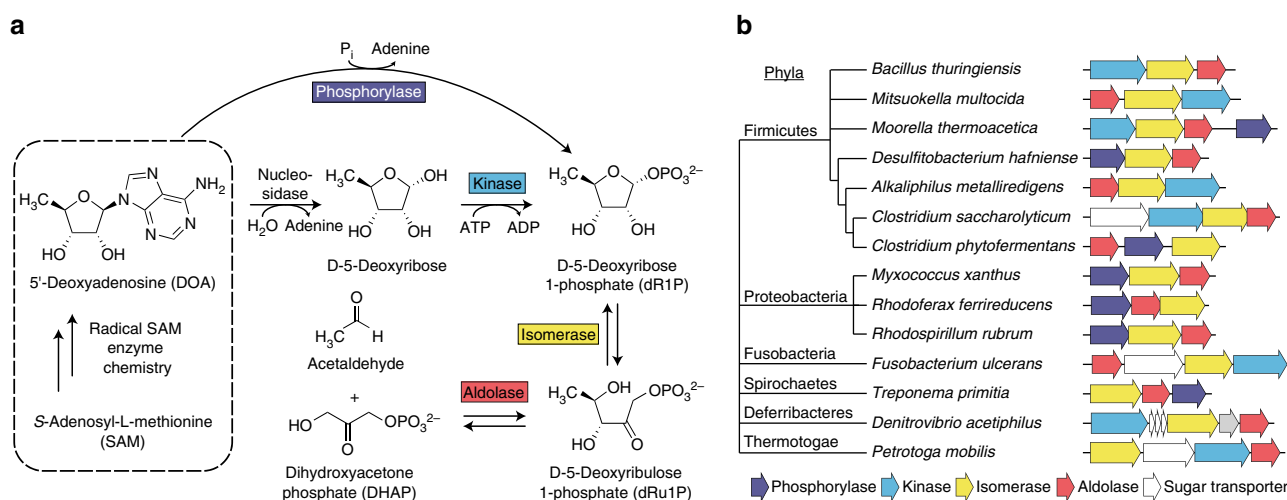 a
P
i
Adenine
Phosphorylase
H₃C
O
N
N
N
N
N
NH₂
HO
OH
5'-Deoxyadenosine (DOA)
Radical SAM
enzyme
chemistry
S-Adenosyl-L-methionine
(SAM)
Nucleo-
sidase
H₂O Adenine
H₃C
O
OH
HO
OH
D-5-Deoxyribose
Kinase
ATP
ADP
H₃C
O
OPO₃²⁻
HO
OH
D-5-Deoxyribose
1-phosphate (dR1P)
Isomerase
O
H₃C
H
Acetaldehyde
+
HO
OPO₃²⁻
O
Dihydroxyacetone
phosphate (DHAP)
Aldolase
H₃C
OH
OPO₃²⁻
HO
O
D-5-Deoxyribulose
1-phosphate (dRu1P)
b
Phyla
Firmicutes
Proteobacteria
Fusobacteria
Spirochaetes
Deferribacteres
Thermotogae
Bacillus thuringiensis
Mitsuokella multocida
Moorella thermoacetica
Desulfitobacterium hafniense
Alkaliphilus metalliredigens
Clostridium saccharolyticum
Clostridium phytofermentans
Myxococcus xanthus
Rhodoferax ferrireducens
Rhodospirillum rubrum
Fusobacterium ulcerans
Treponema primitia
Denitrovibrio acetiphilus
Petrotoga mobilis
Phosphorylase
Kinase
Isomerase
Aldolase
Sugar transported